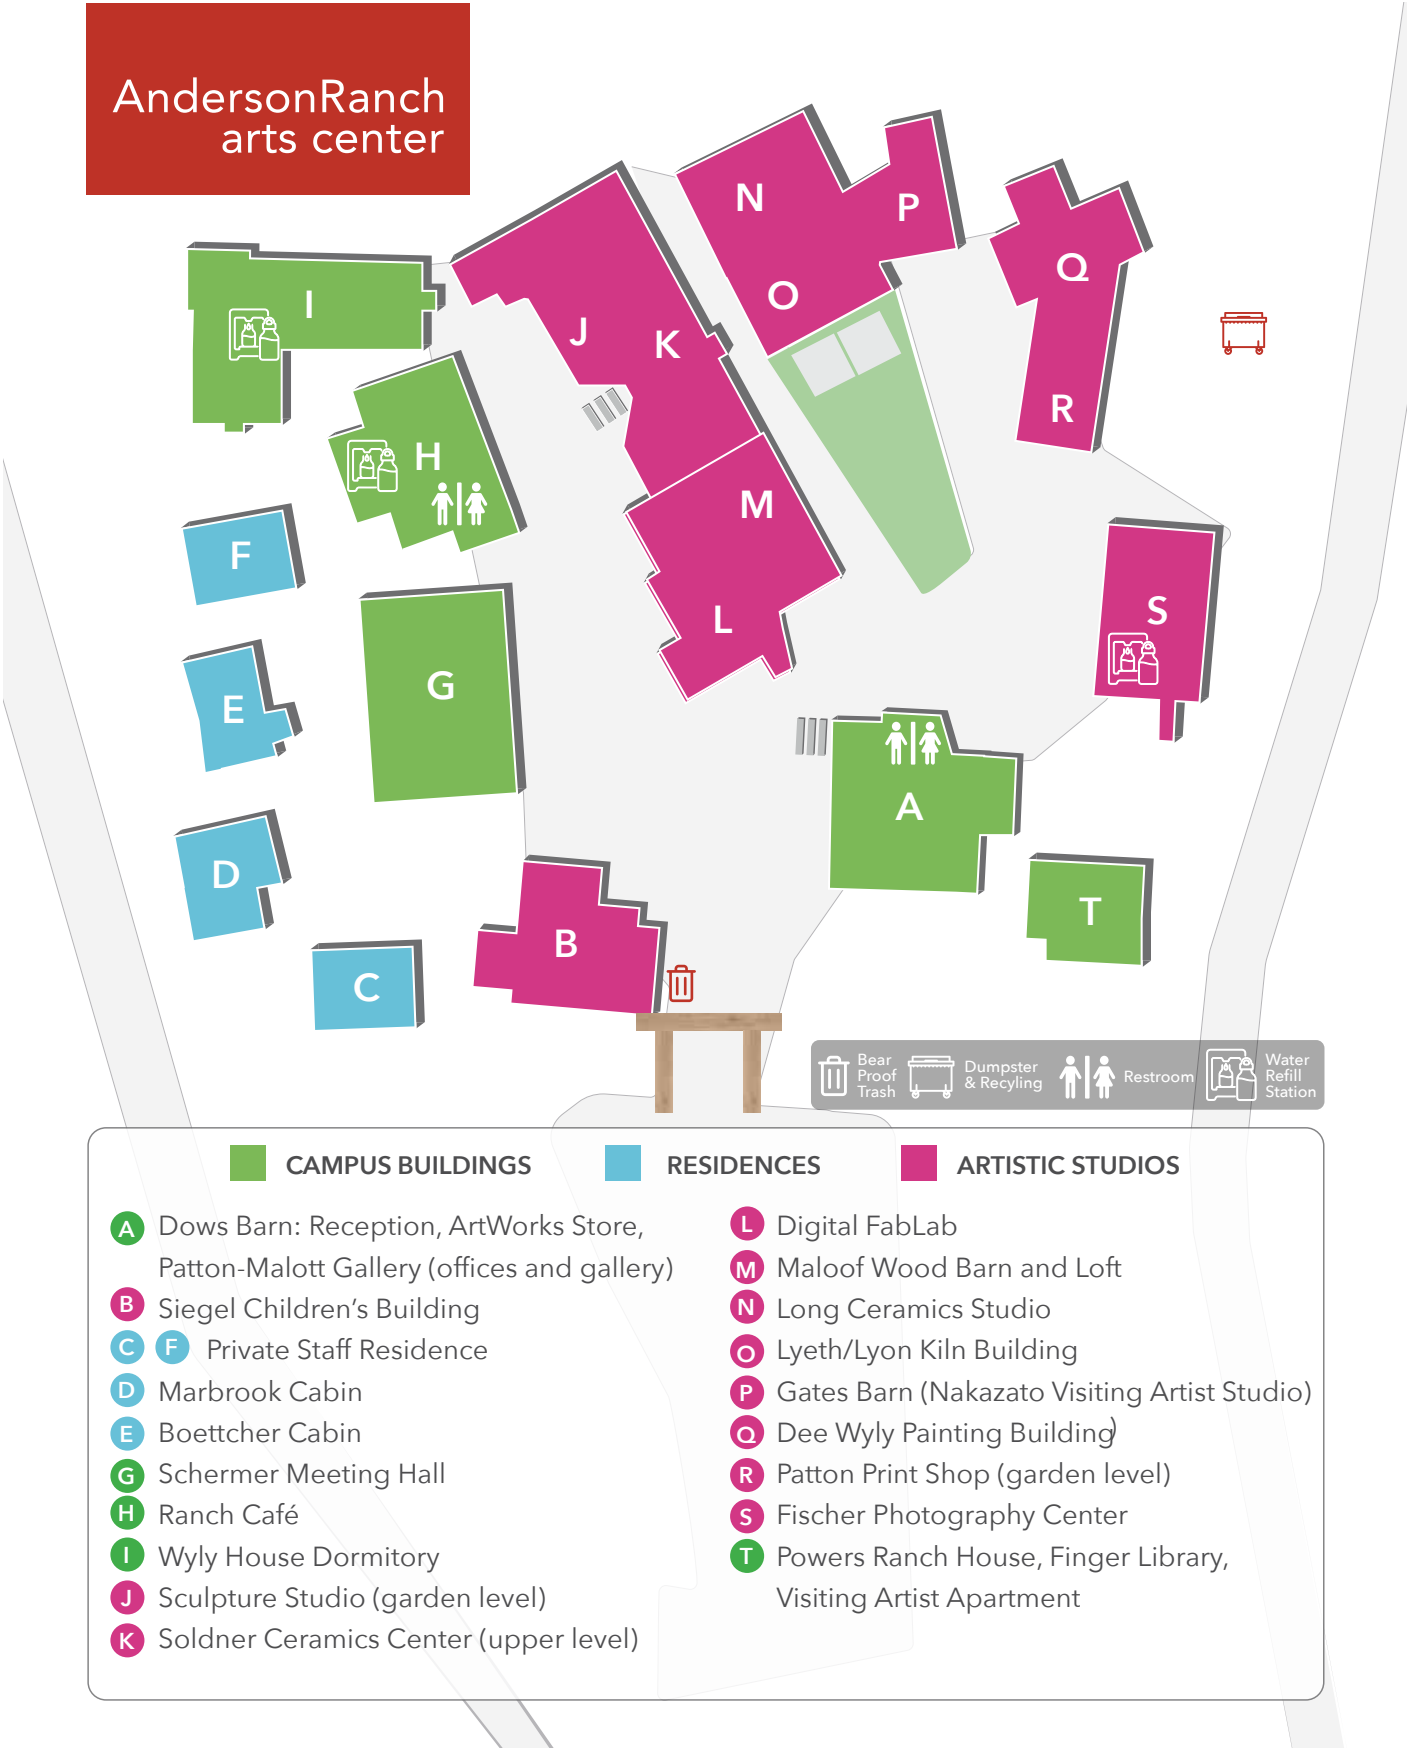 AndersonRanch
arts center
N
P
Q
I
O
J
K
R
H
M
F
S
L
G
E
A
D
T
B
C
Bear
Proof
Trash
Dumpster
& Recyling
Restroom
Water
Refill
Station
CAMPUS BUILDINGS
RESIDENCES
ARTISTIC STUDIOS
A Dows Barn: Reception, ArtWorks Store,
Patton-Malott Gallery (offices and gallery)
B Siegel Children’s Building
C F Private Staff Residence
D Marbrook Cabin
E Boettcher Cabin
G Schermer Meeting Hall
H Ranch Café
I Wyly House Dormitory
J Sculpture Studio (garden level)
K Soldner Ceramics Center (upper level)
L Digital FabLab
M Maloof Wood Barn and Loft
N Long Ceramics Studio
O Lyeth/Lyon Kiln Building
P Gates Barn (Nakazato Visiting Artist Studio)
Q Dee Wyly Painting Building)
R Patton Print Shop (garden level)
S Fischer Photography Center
T Powers Ranch House, Finger Library,
Visiting Artist Apartment